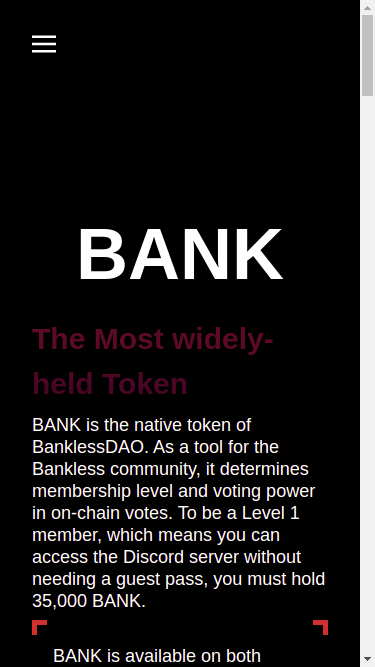 BANK
The Most widely-
held Token
BANK is the native token of
BanklessDAO. As a tool for the
Bankless community, it determines
membership level and voting power
in on-chain votes. To be a Level 1
member, which means you can
access the Discord server without
needing a guest pass, you must hold
35,000 BANK.
BANK is available on both